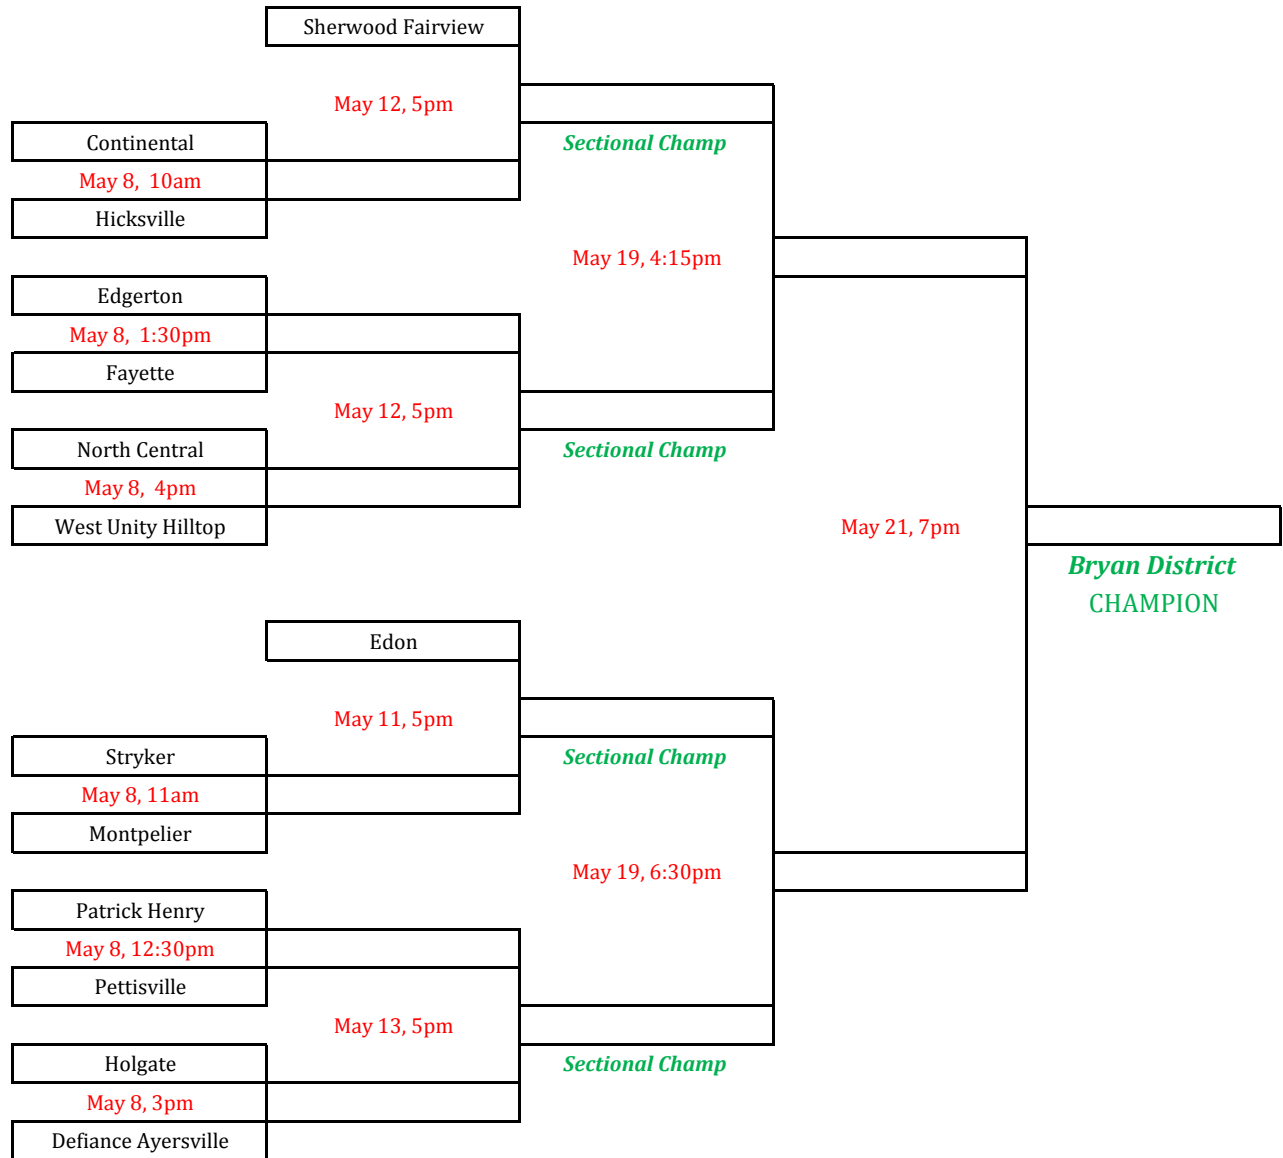 Sherwood Fairview
May 12, 5pm
Continental
Sectional Champ
May 8,  10am
Hicksville
May 19, 4:15pm
Edgerton
May 8,  1:30pm
Fayette
May 12, 5pm
North Central
Sectional Champ
May 8,  4pm
West Unity Hilltop
May 21, 7pm
Bryan District
CHAMPION
Edon
May 11, 5pm
Stryker
Sectional Champ
May 8, 11am
Montpelier
May 19, 6:30pm
Patrick Henry
May 8, 12:30pm
Pettisville
May 13, 5pm
Holgate
Sectional Champ
May 8, 3pm
Defiance Ayersville